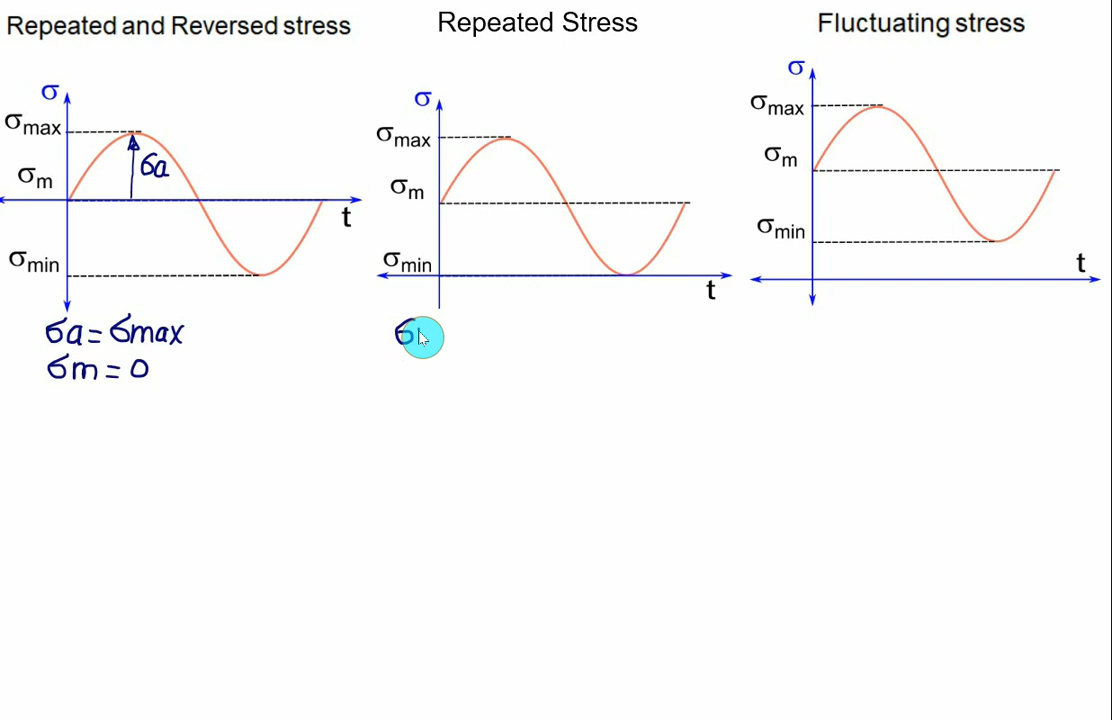 Repeated and Reversed stress
σ
σmax
σa
σm
t
σmin
σa = σmax
σm = 0
Repeated Stress
σ
σmax
σm
σmin
t
σ
Fluctuating stress
σ
σmax
σm
σmin
t